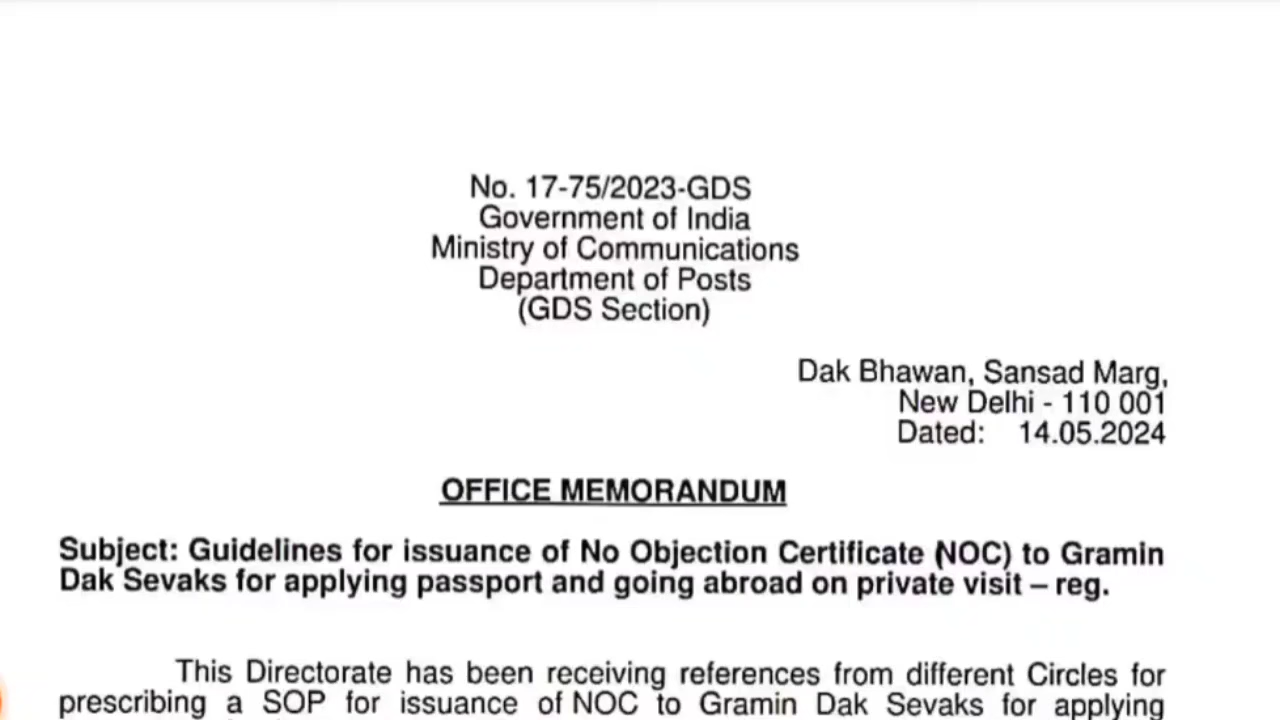 No. 17-75/2023-GDS
Government of India
Ministry of Communications
Department of Posts
(GDS Section)
Dak Bhawan, Sansad Marg,
New Delhi - 110 001
Dated: 14.05.2024
OFFICE MEMORANDUM
Subject: Guidelines for issuance of No Objection Certificate (NOC) to Gramin
Dak Sevaks for applying passport and going abroad on private visit – reg.
This Directorate has been receiving references from different Circles for
prescribing a SOP for issuance of NOC to Gramin Dak Sevaks for applying